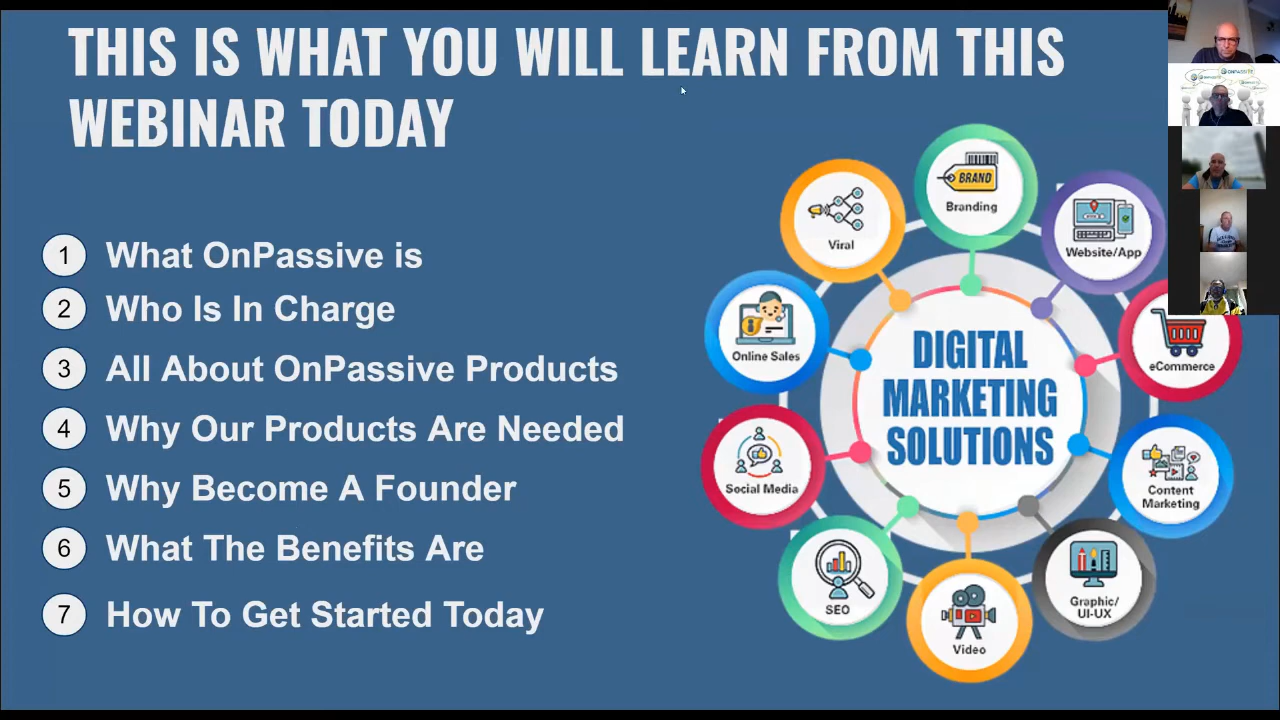 THIS IS WHAT YOU WILL LEARN FROM THIS
WEBINAR TODAY
1 What OnPassive is
2 Who Is In Charge
3 All About OnPassive Products
4 Why Our Products Are Needed
5 Why Become A Founder
6 What The Benefits Are
7 How To Get Started Today
DIGITAL
MARKETING
SOLUTIONS
BRAND
Branding
Website/App
eCommerce
Content
Marketing
Graphic/
UI-UX
Video
SEO
Social Media
Online Sales
Viral
ONPASSIVE